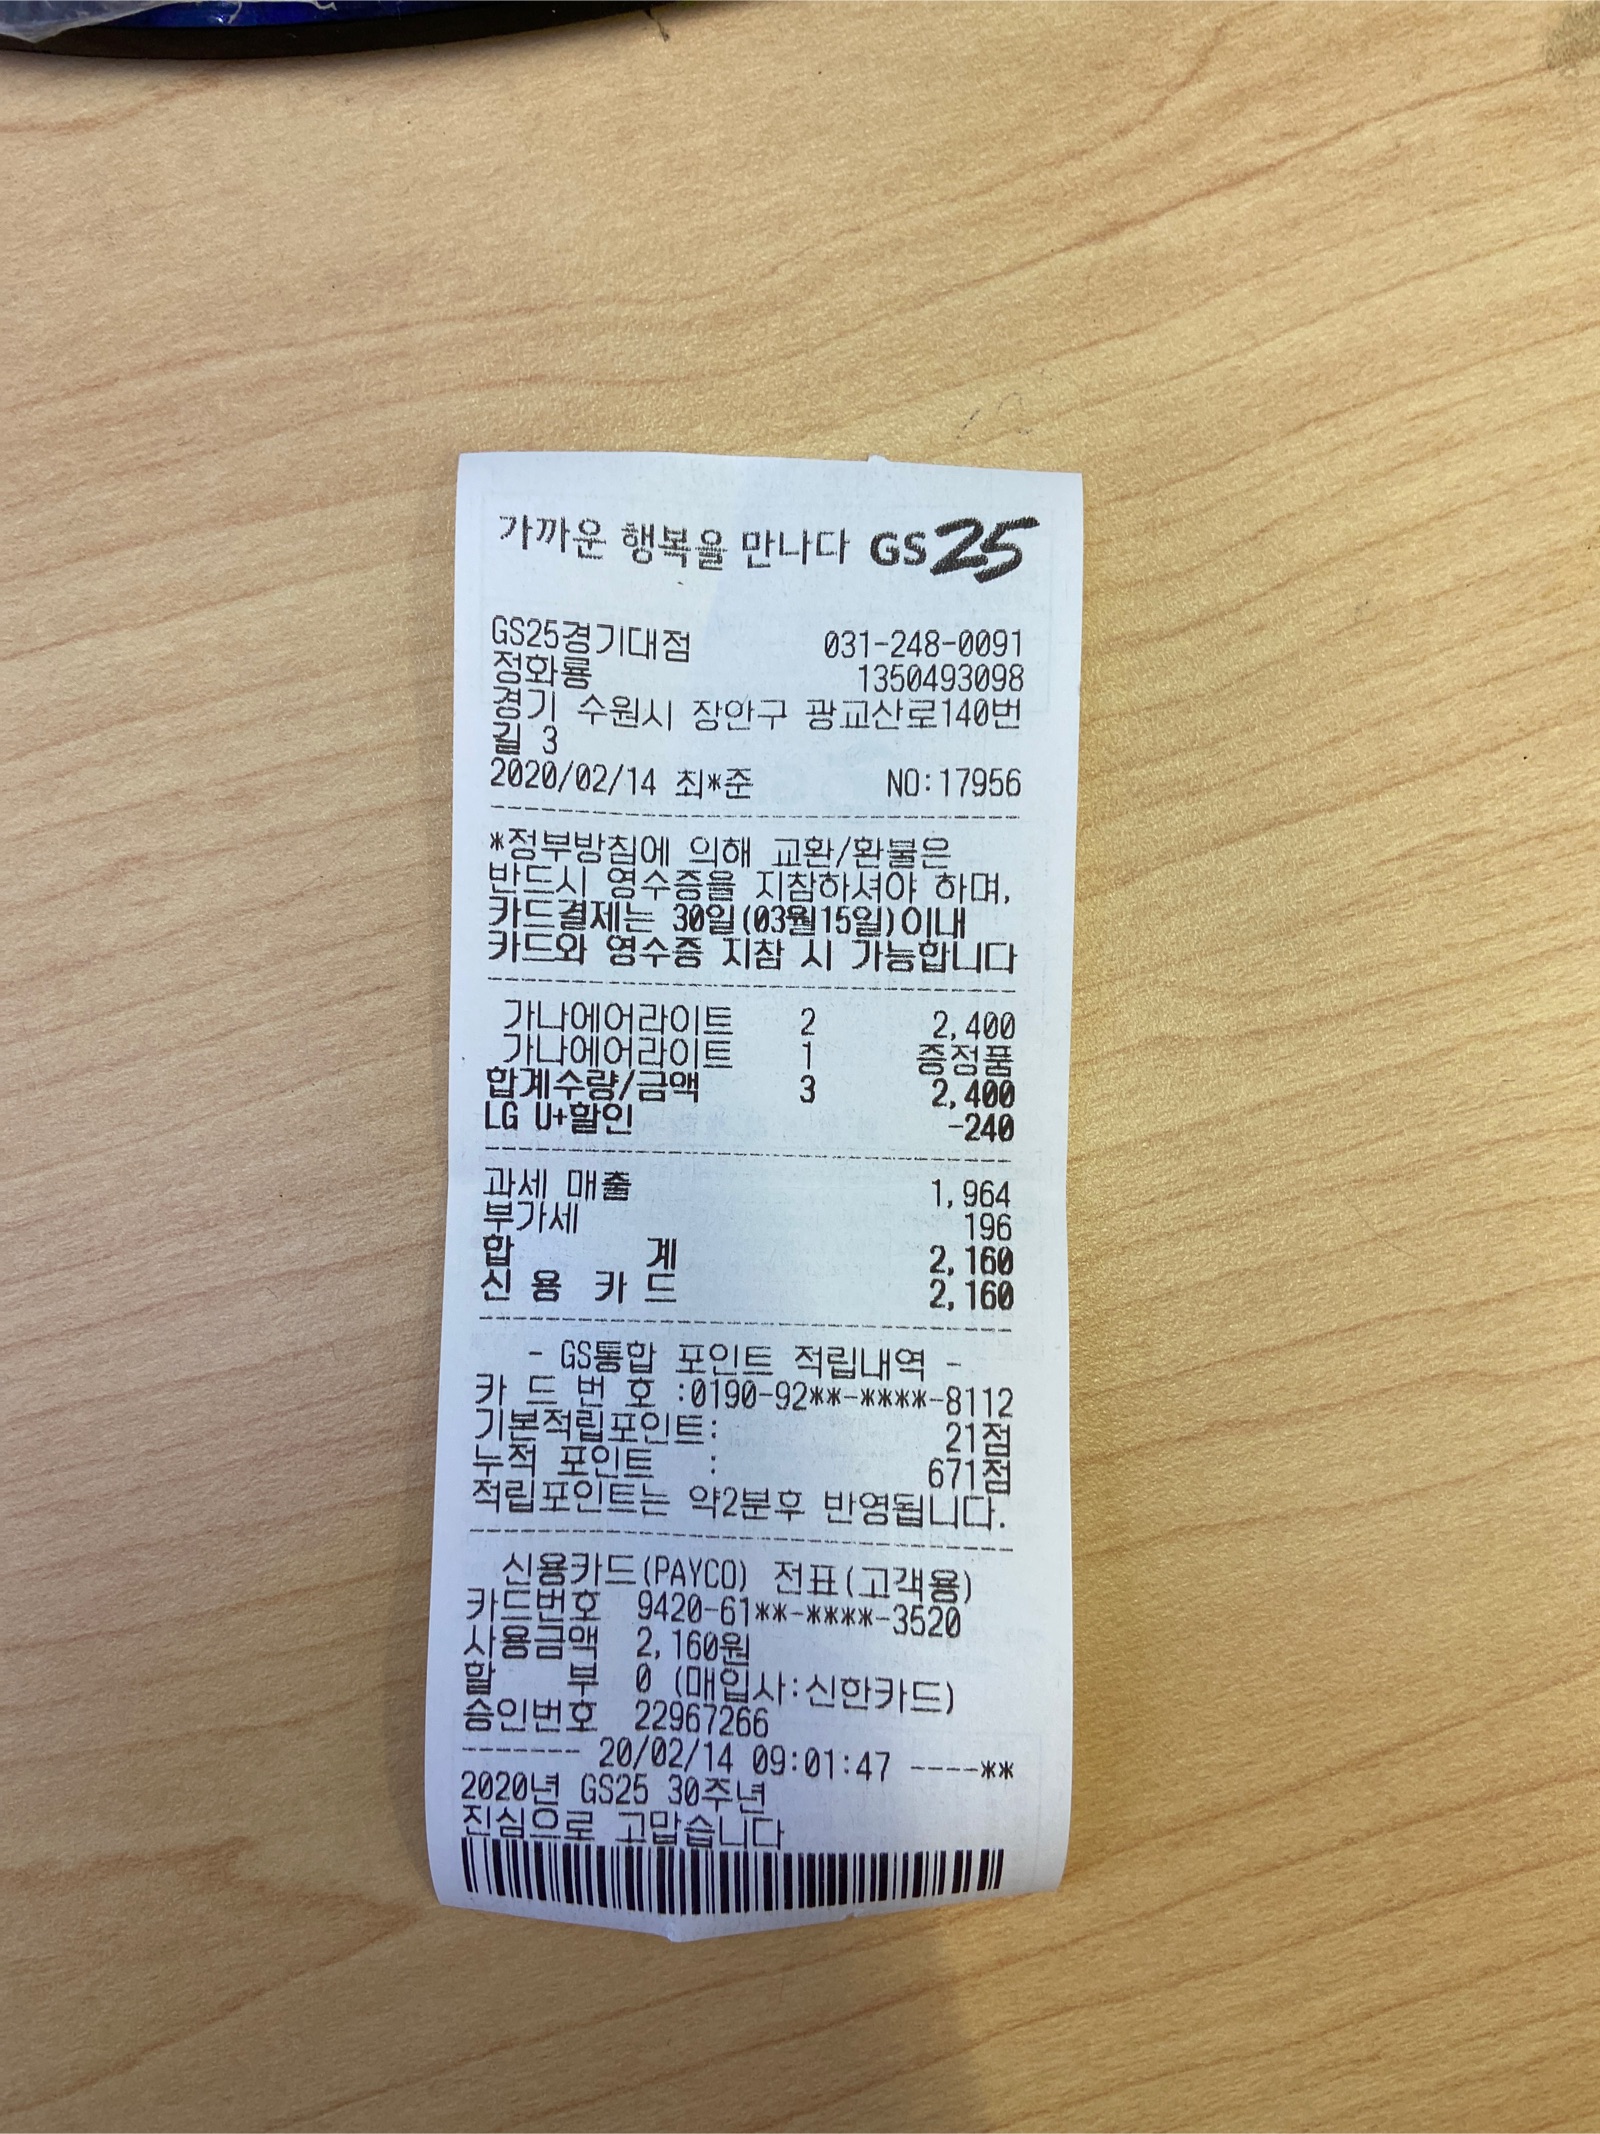 가까운 행복을 만나다 GS25
GS25경기대점 031-248-0091
정화룡 1350493098
경기 수원시 장안구 광교산로140번
길 3
2020/02/14 최*준 NO:17956
*정부방침에 의해 교환/환불은
반드시 영수증을 지참하셔야 하며,
카드결제는 30일(03월15일)이내
카드와 영수증 지참 시 가능합니다
가나에어라이트 2 2,400
가나에어라이트 1 증정품
합계수량/금액 3 2,400
LG U+할인 -240
과세 매출 1,964
부가세 196
합 계 2,160
신 용 카 드 2,160
- GS통합 포인트 적립내역 -
카 드 번 호 :0190-92**-****-8112
기본적립포인트: 21점
누적 포인트 : 671점
적립포인트는 약2분후 반영됩니다.
신용카드(PAYCO) 전표(고객용)
카드번호 9420-61**-****-3520
사용금액 2,160원
할 부 0 (매입사:신한카드)
승인번호 22967266
------- 20/02/14 09:01:47 ----**
2020년 GS25 30주년
진심으로 고맙습니다